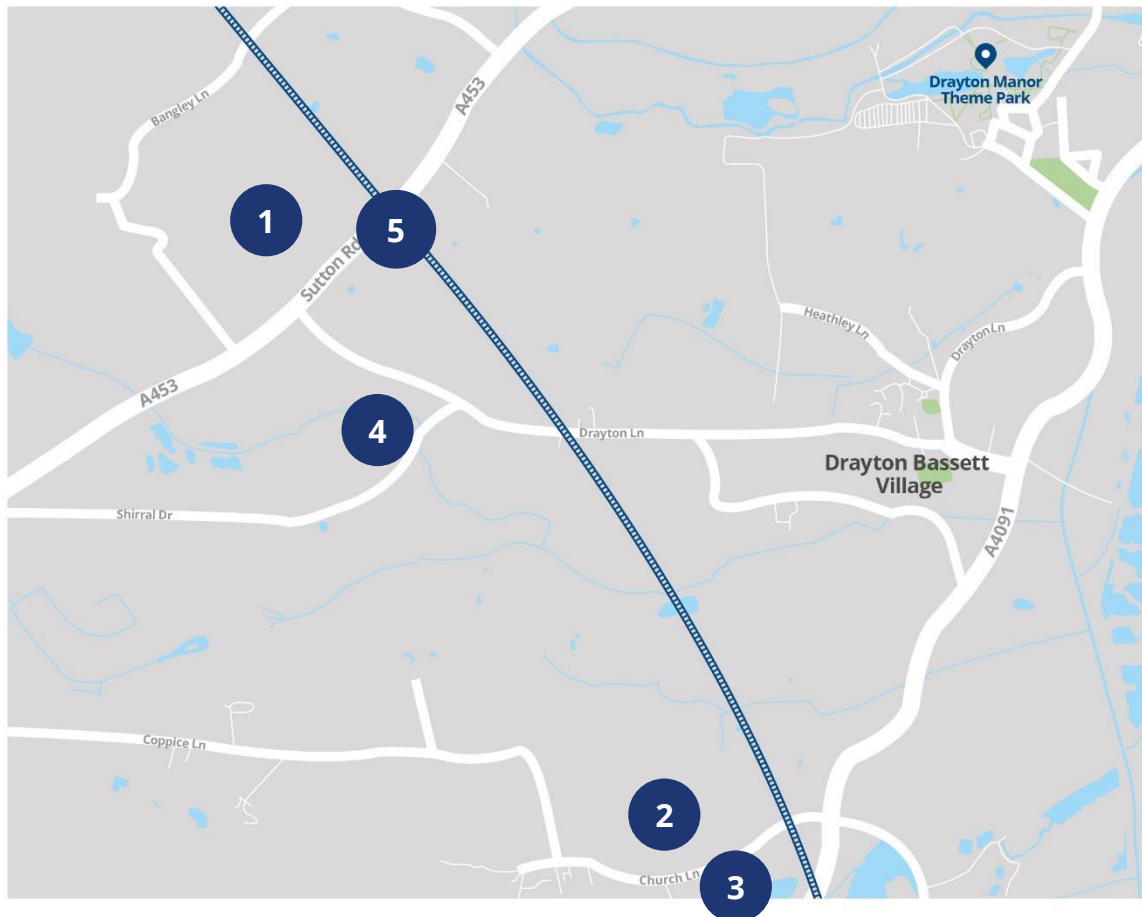 Drayton Manor
Theme Park
A453
Bangley Ln
1
5
Sutton Rd
Heathley Ln
Drayton Ln
A453
4
Drayton Ln
Drayton Bassett
Village
Shirral Dr
A4091
Coppice Ln
2
Church Ln
3